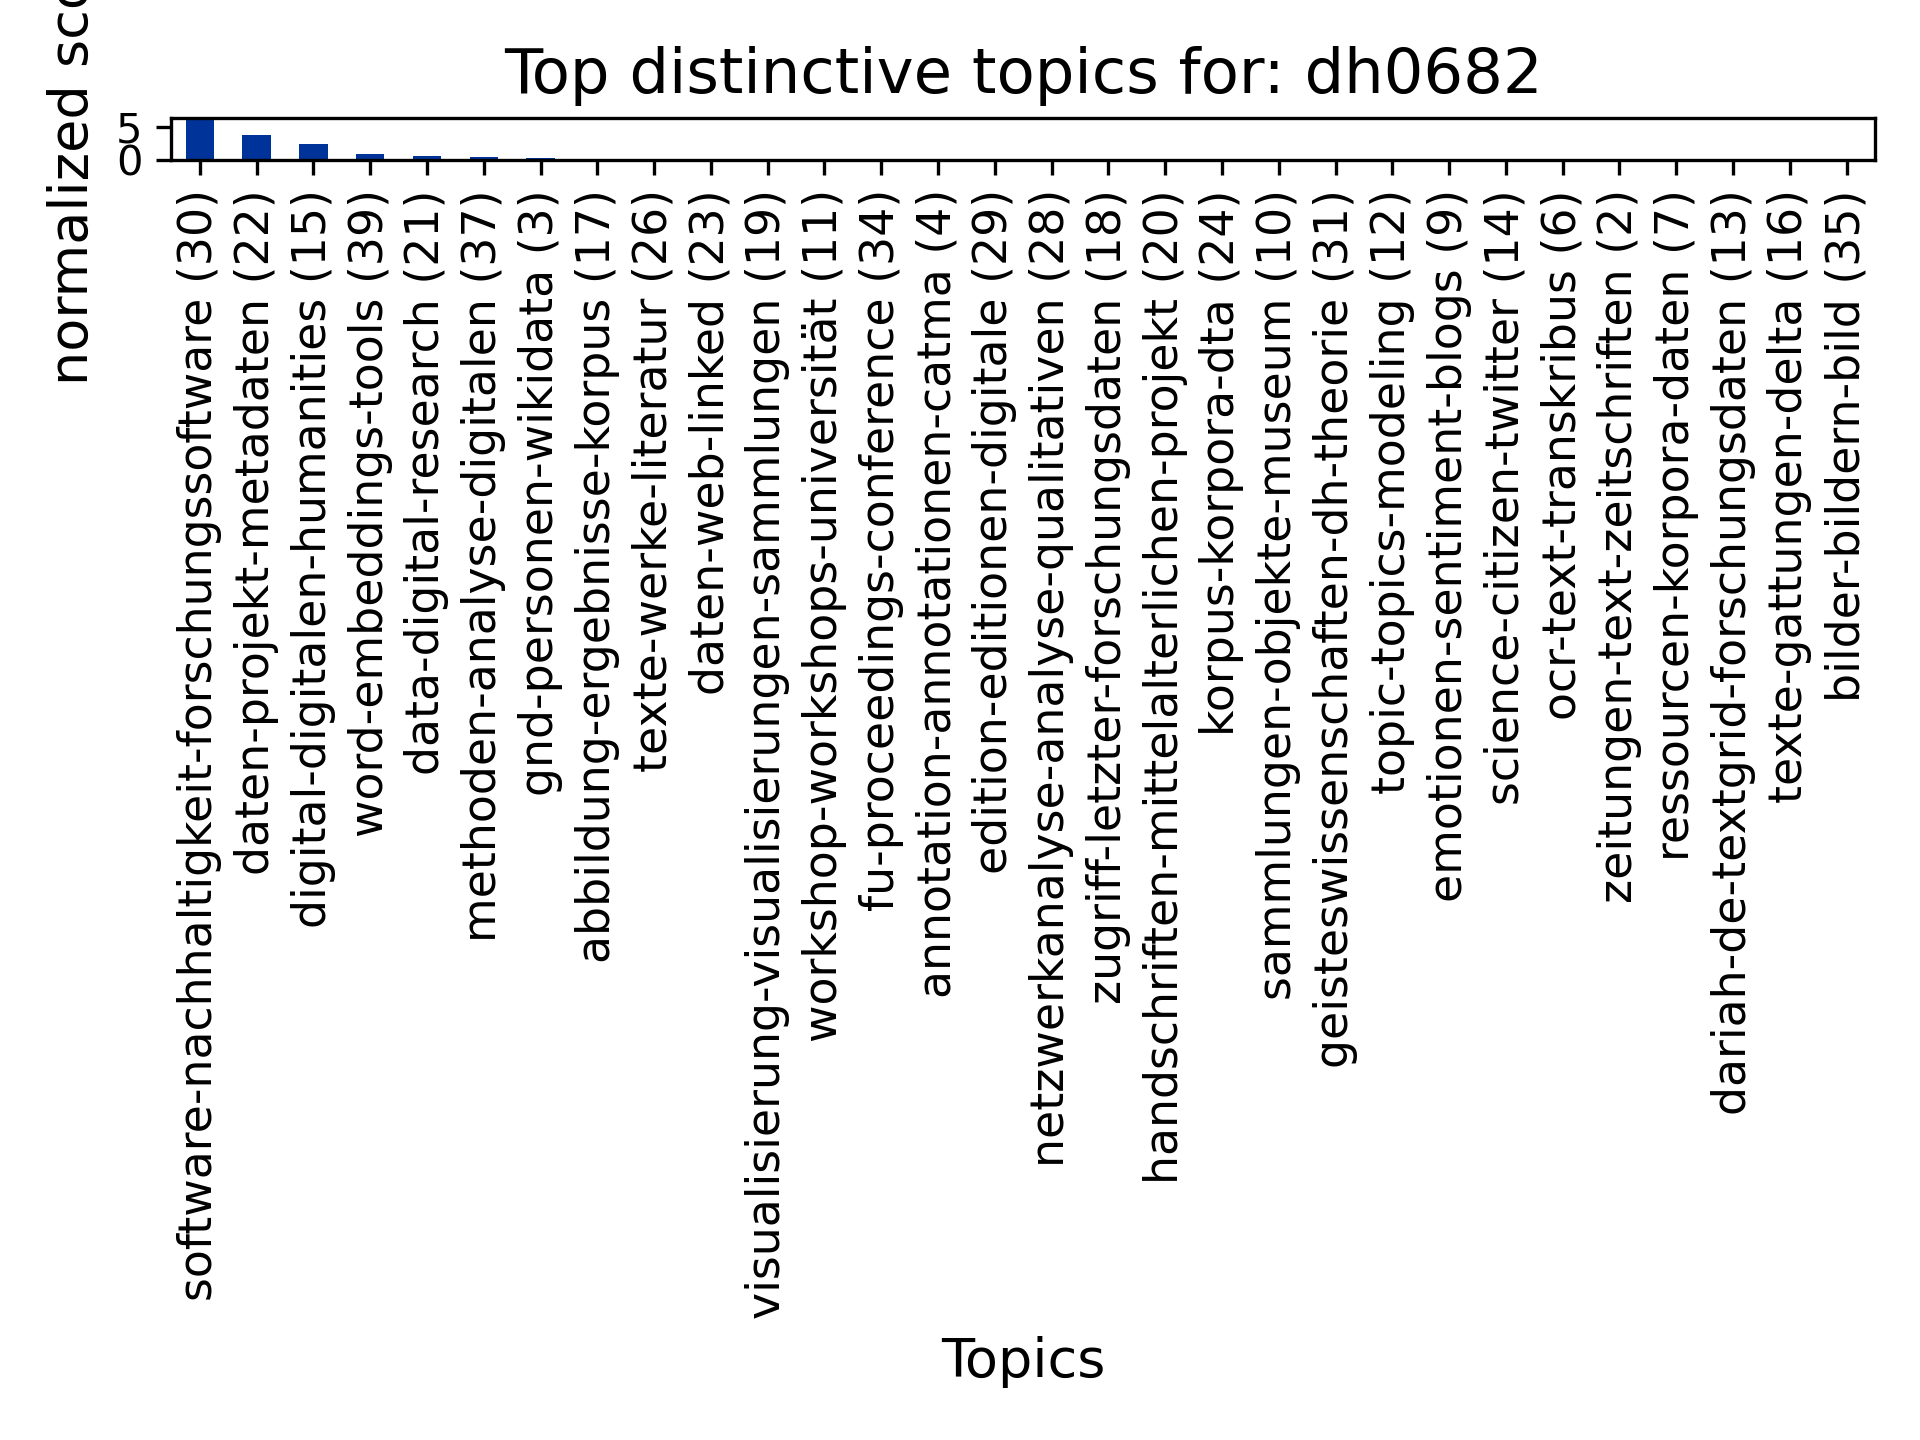 Top distinctive topics for: dh0682
normalized
5
0
software-nachhaltigkeit-forschungssoftware (30)
daten-projekt-metadaten (22)
digital-digitalen-humanities (15)
word-embeddings-tools (39)
data-digital-research (21)
methoden-analyse-digitalen (37)
gnd-personen-wikidata (3)
abbildung-ergebnisse-korpus (17)
texte-werke-literatur (26)
daten-web-linked (23)
visualisierung-visualisierungen-sammlungen (19)
workshop-workshops-universität (11)
fu-proceedings-conference (34)
annotation-annotationen-catma (4)
edition-editionen-digitale (29)
netzwerkanalyse-analyse-qualitativen (28)
zugriff-letzter-forschungsdaten (18)
handschriften-mittelalterlichen-projekt (20)
korpus-korpora-dta (24)
sammlungen-objekte-museum (10)
geisteswissenschaften-dh-theorie (31)
topic-topics-modeling (12)
emotionen-sentiment-blogs (9)
science-citizen-twitter (14)
ocr-text-transkribus (6)
zeitungen-text-zeitschriften (2)
ressourcen-korpora-daten (7)
dariah-de-textgrid-forschungsdaten (13)
texte-gattungen-delta (16)
bilder-bildern-bild (35)
Topics